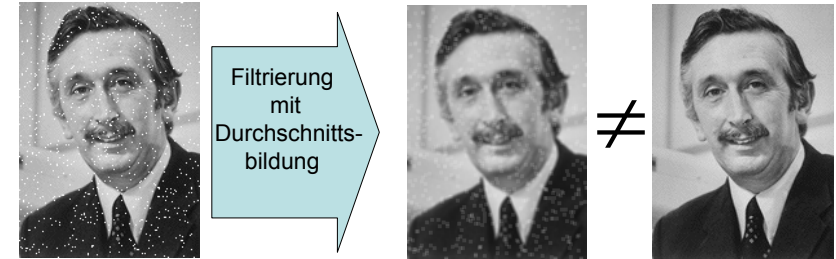 Filtrierung
mit
Durchschnitts-
bildung
≠